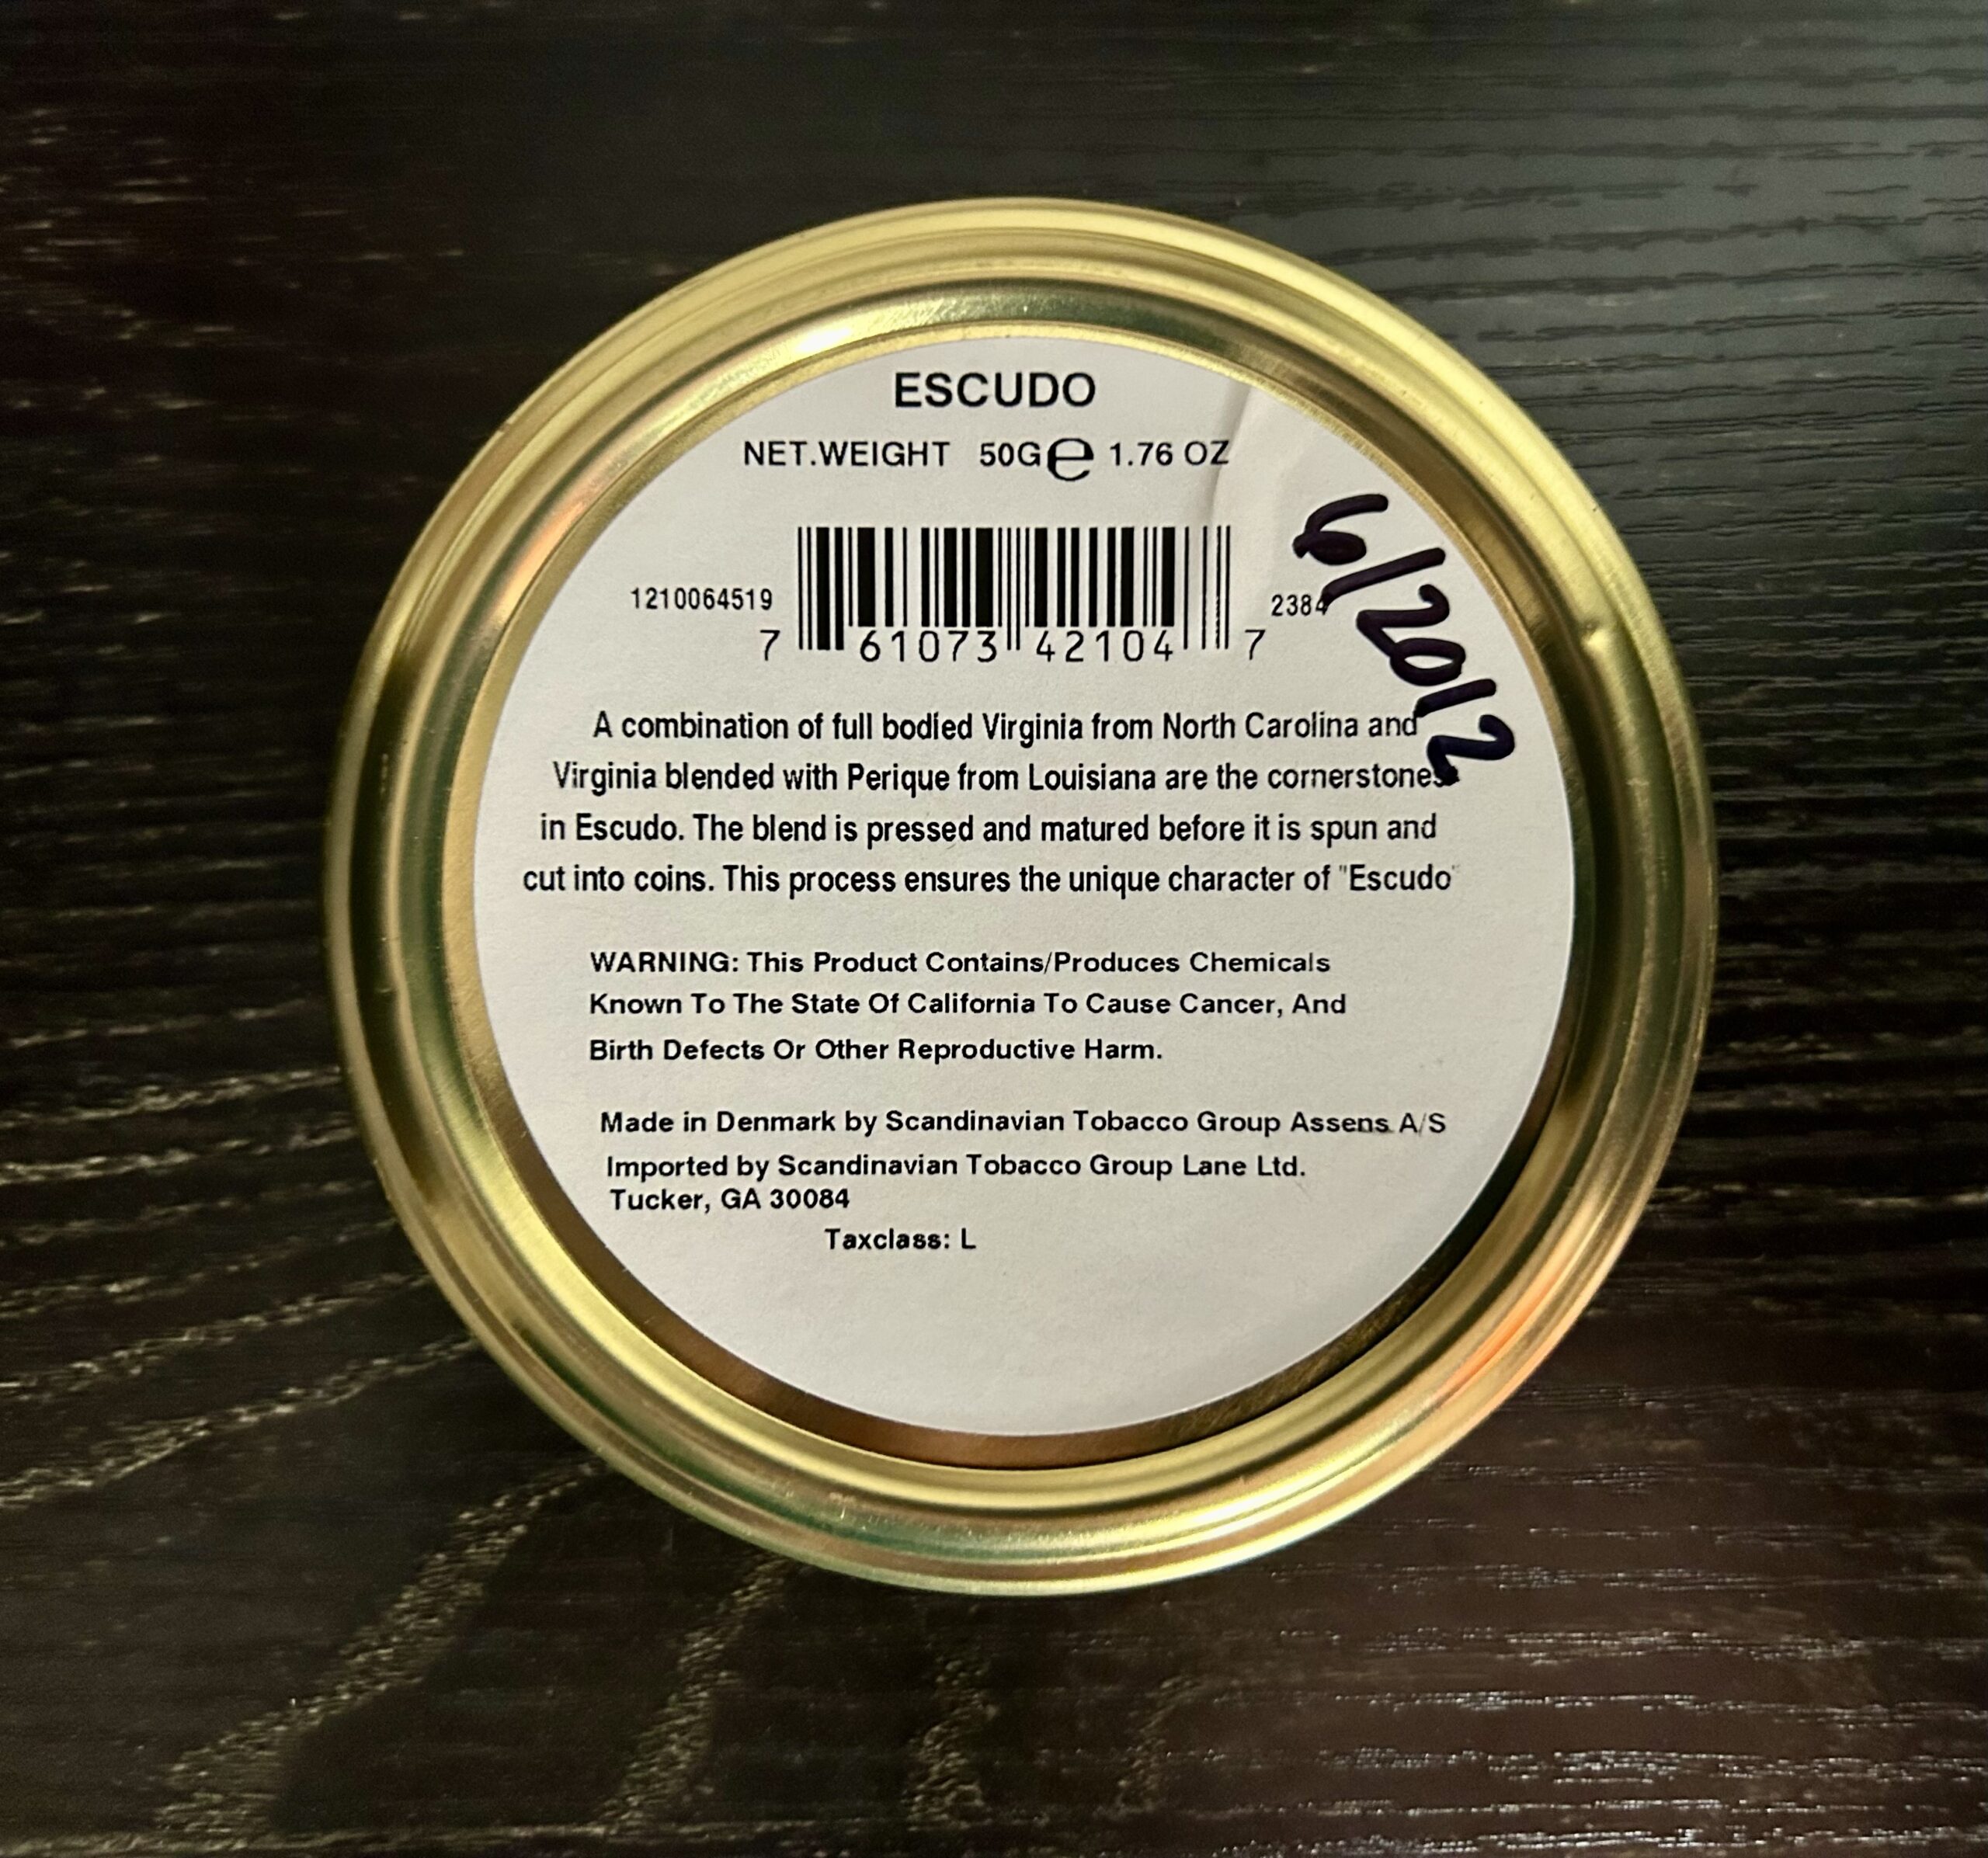 ESCUDO
NET.WEIGHT 50G ℮ 1.76 OZ
6/2012
1210064519
2384
7 61073 42104 7
A combination of full bodied Virginia from North Carolina and
Virginia blended with Perique from Louisiana are the cornerstones
in Escudo. The blend is pressed and matured before it is spun and
cut into coins. This process ensures the unique character of "Escudo"
WARNING: This Product Contains/Produces Chemicals
Known To The State Of California To Cause Cancer, And
Birth Defects Or Other Reproductive Harm.
Made in Denmark by Scandinavian Tobacco Group Assens A/S
Imported by Scandinavian Tobacco Group Lane Ltd.
Tucker, GA 30084
Taxclass: L